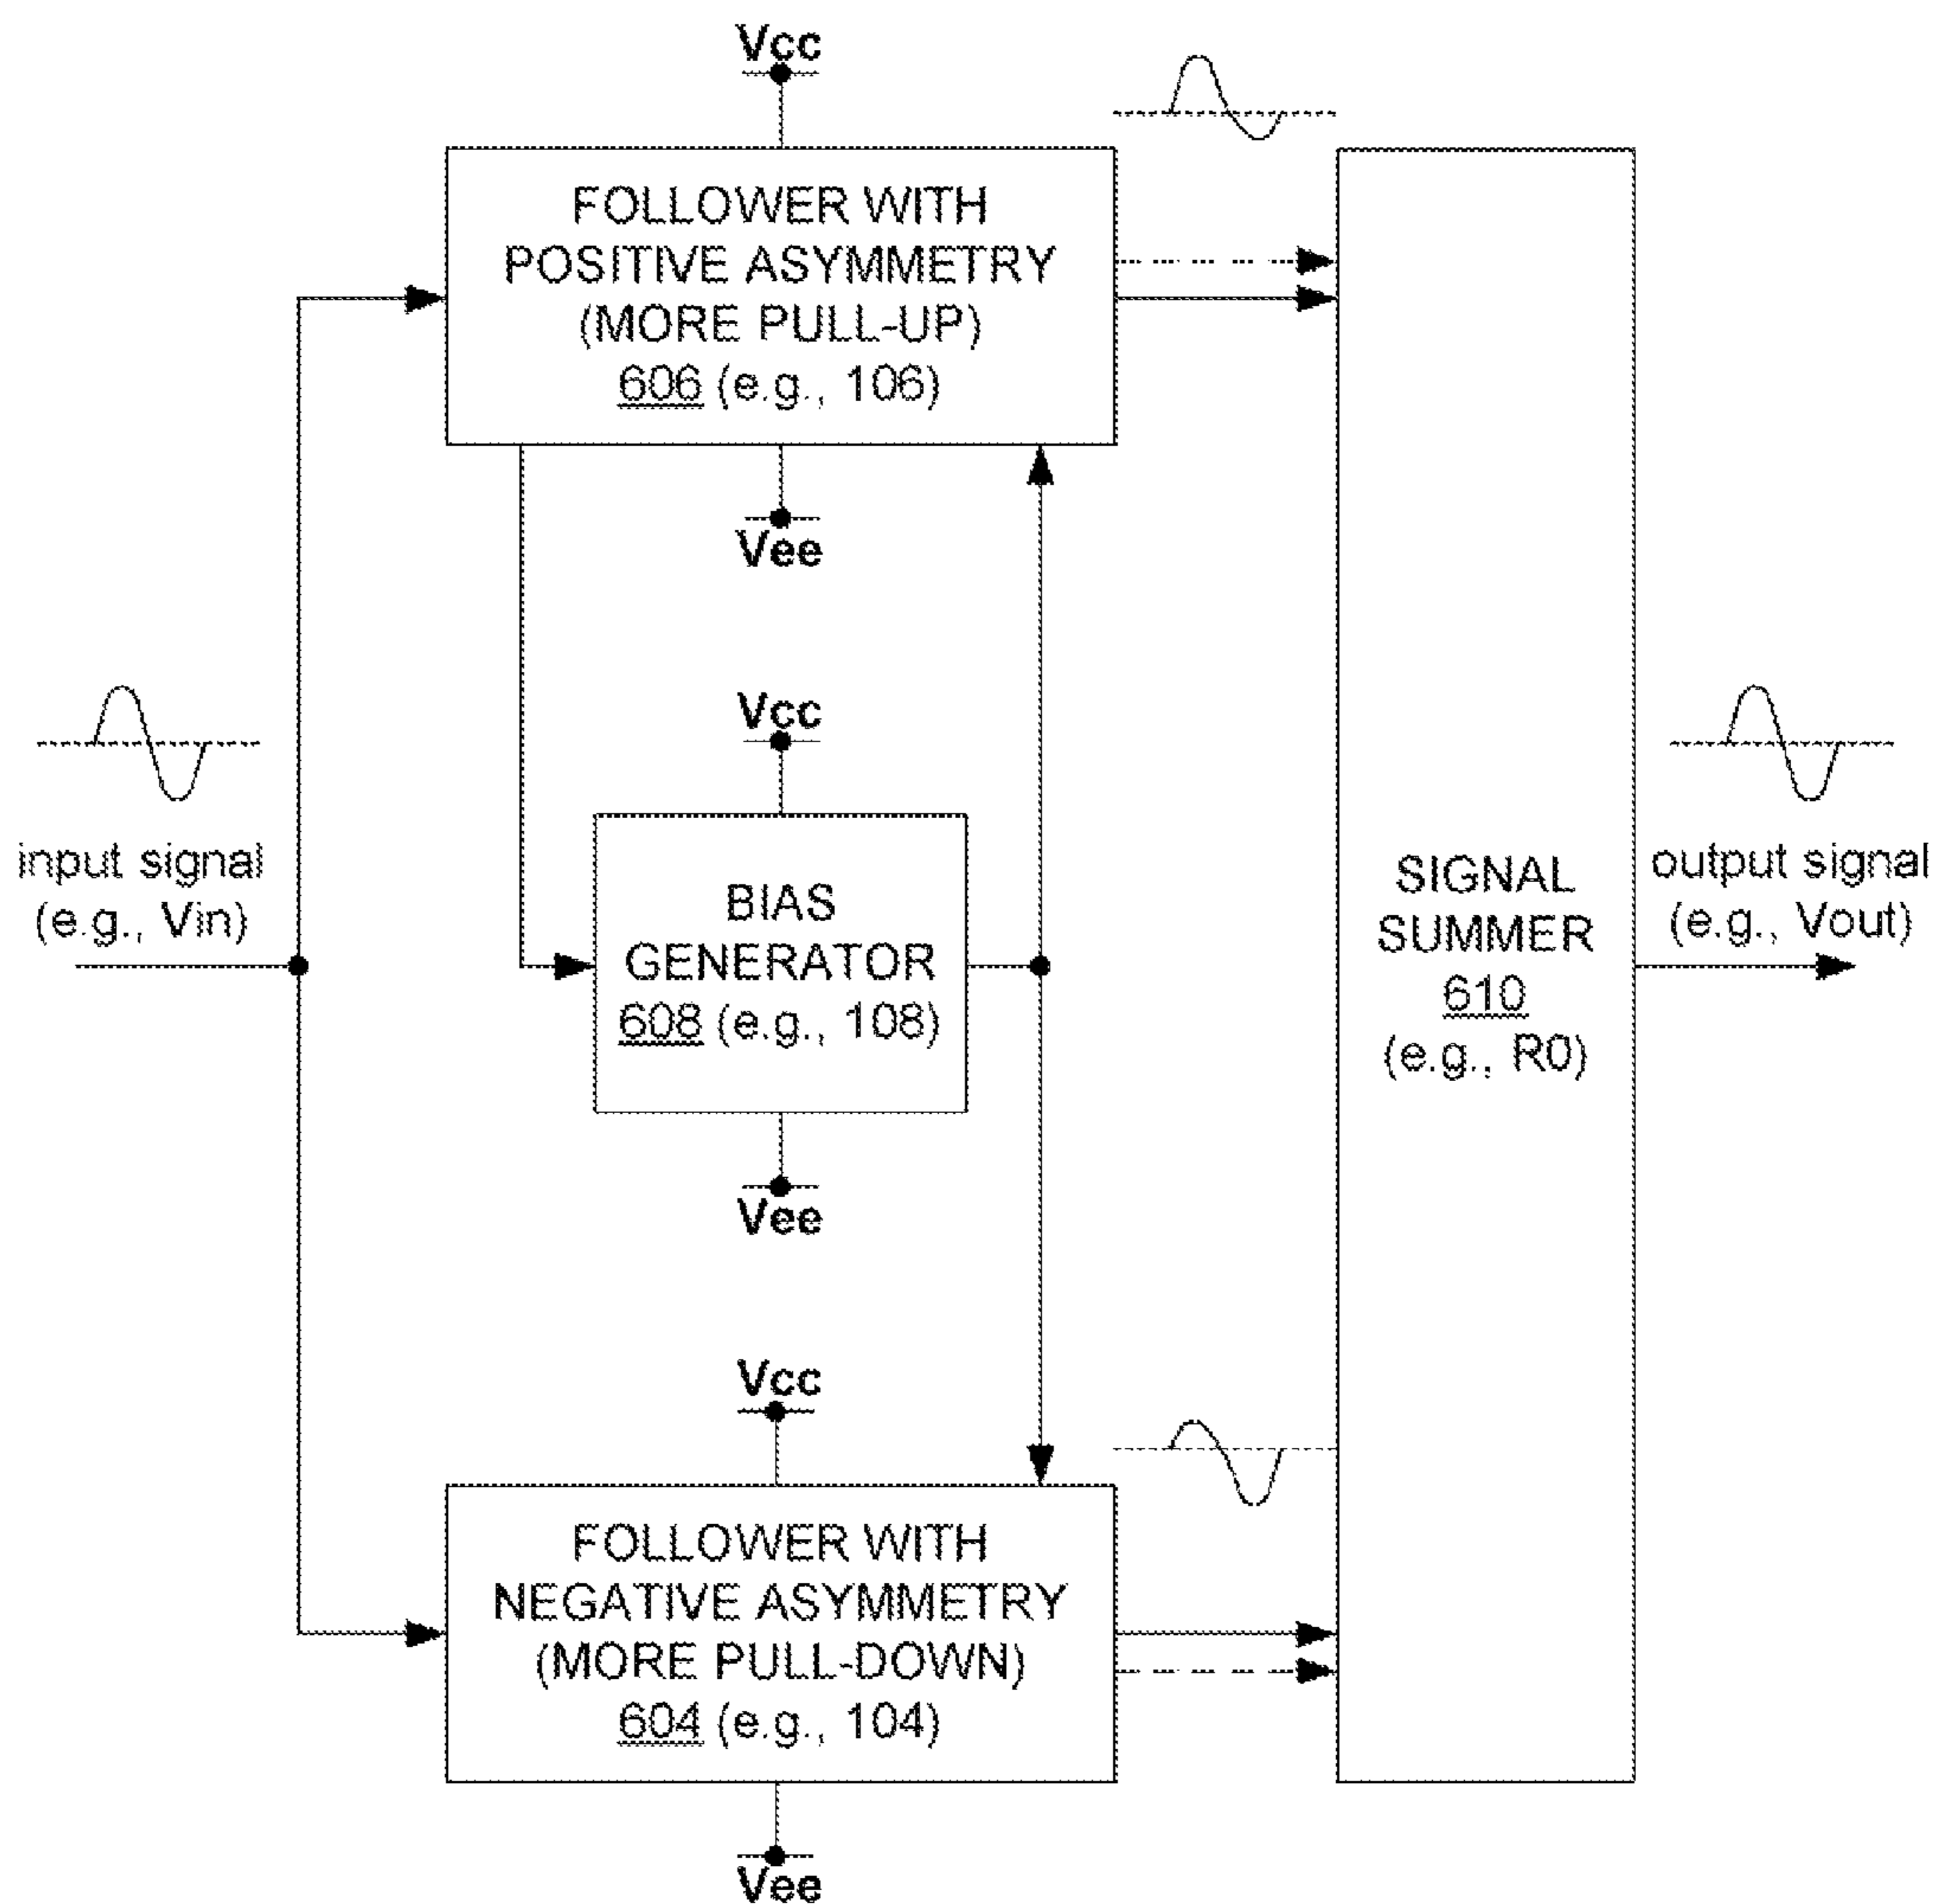 Vcc
FOLLOWER WITH
POSITIVE ASYMMETRY
(MORE PULL-UP)
606 (e.g., 106)
Vee
input signal
(e.g., Vin)
Vcc
BIAS
GENERATOR
608 (e.g., 108)
Vee
SIGNAL
SUMMER
610
(e.g., R0)
output signal
(e.g., Vout)
Vcc
FOLLOWER WITH
NEGATIVE ASYMMETRY
(MORE PULL-DOWN)
604 (e.g., 104)
Vee